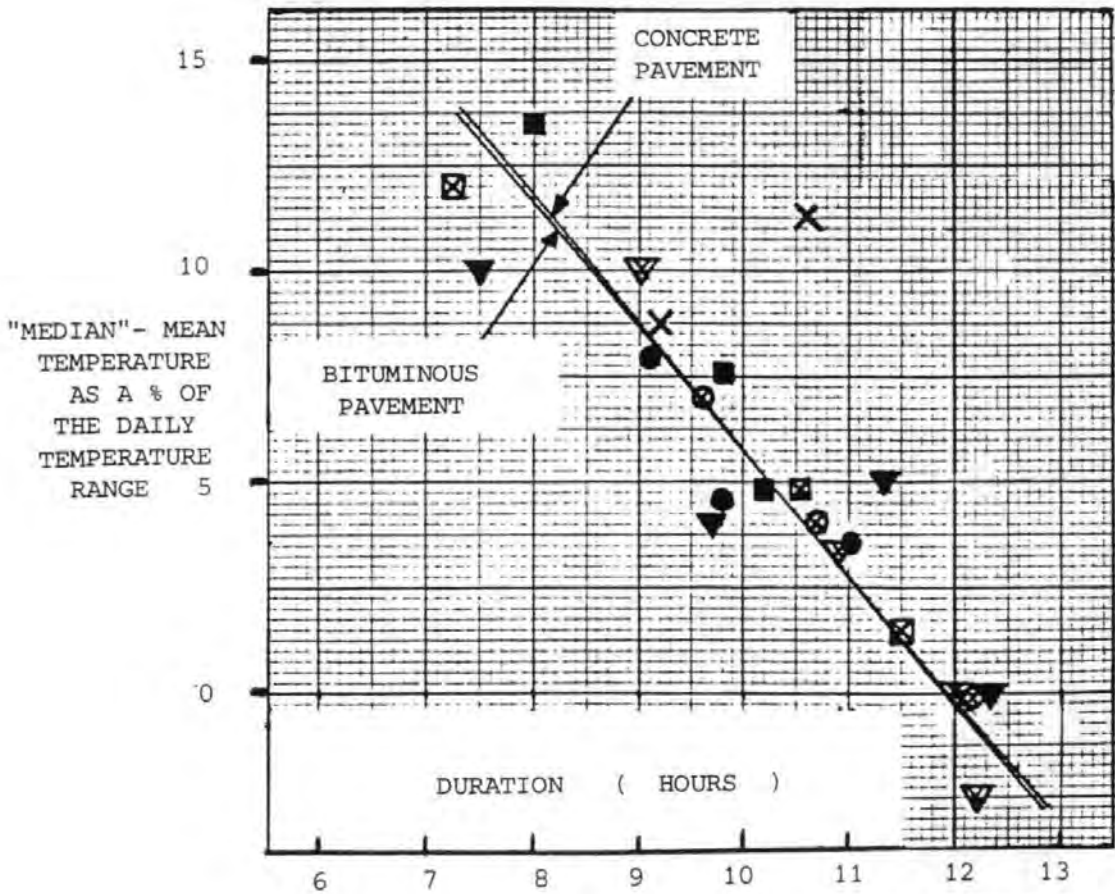 CONCRETE
PAVEMENT
15
10
5
0
"MEDIAN"- MEAN
TEMPERATURE
AS A % OF
THE DAILY
TEMPERATURE
RANGE
BITUMINOUS
PAVEMENT
DURATION ( HOURS )
6 7 8 9 10 11 12 13